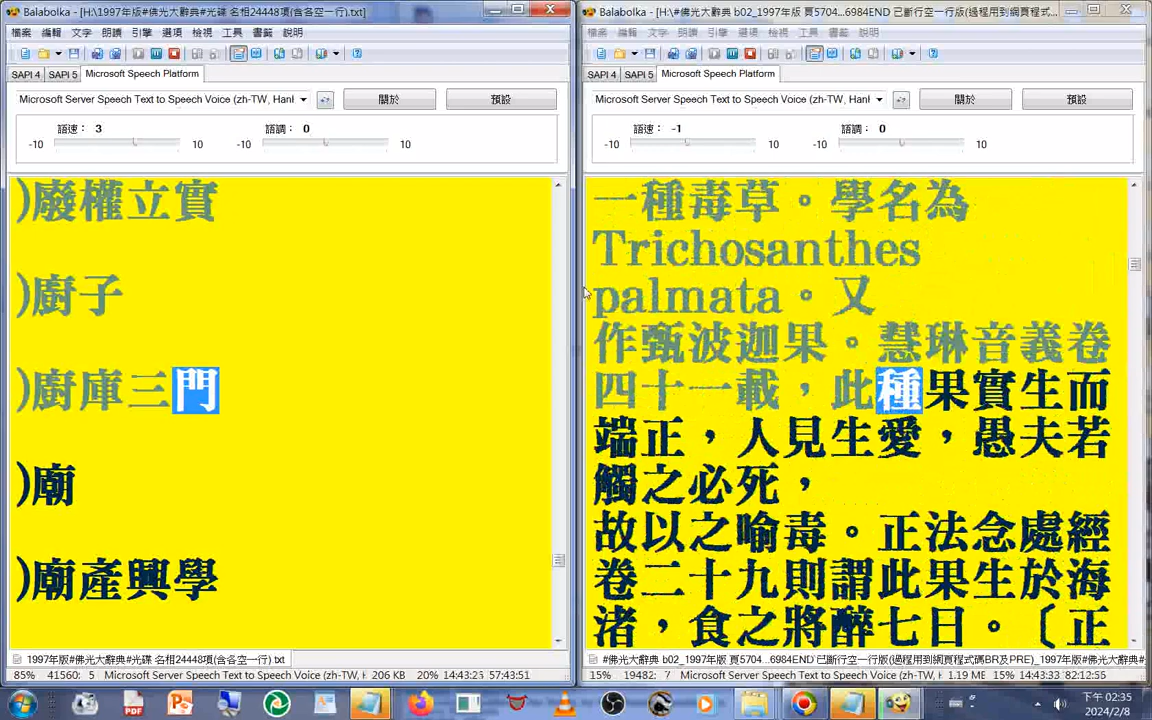 Balabolka - [H:\1997年版#佛光大辭典#光碟 名相24448項(含各空一行).txt]
檔案 編輯 文字 朗讀 引擎 選項 檢視 工具 書籤 說明
SAPI 4 SAPI 5 Microsoft Speech Platform
Microsoft Server Speech Text to Speech Voice (zh-TW, Hanl
關於
預設
語速： 3
語調： 0
-10 10 -10 10
)廢權立實
)廚子
)廚庫三門
)廟
)廟產興學
1997年版#佛光大辭典#光碟 名相24448項(含各空一行).txt
85% 41560: 5 Microsoft Server Speech Text to Speech Voice (zh-TW, H 206 KB 20% 14:43:25 57:43:51
Balabolka - [H:\#佛光大辭典 b02_1997年版 頁5704...6984END 已斷行空一行版(過程用到網頁程式...
檔案 編輯 文字 朗讀 引擎 選項 檢視 工具 書籤 說明
SAPI 4 SAPI 5 Microsoft Speech Platform
Microsoft Server Speech Text to Speech Voice (zh-TW, Hanl
關於
預設
語速： -1
語調： 0
-10 10 -10 10
一種毒草。學名為
Trichosanthes
palmata。又
作甄波迦果。慧琳音義卷
四十一載，此種果實生而
端正，人見生愛，愚夫若
觸之必死，
故以之喻毒。正法念處經
卷二十九則謂此果生於海
渚，食之將醉七日。〔正
#佛光大辭典 b02_1997年版 頁5704...6984END 已斷行空一行版(過程用到網頁程式碼BR及PRE)_1997年版#佛光大辭典#
15% 19482: 7 Microsoft Server Speech Text to Speech Voice (zh-TW, H 1.19 ME 15% 14:43:33 82:12:55
下午 02:35
2024/2/8